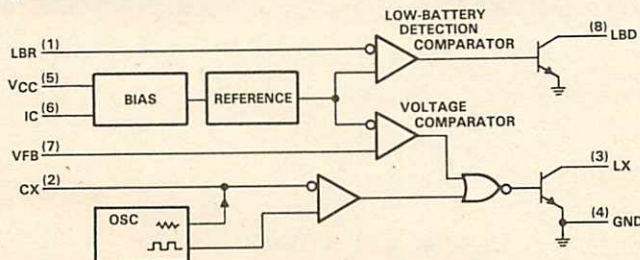 LOW-BATTERY
DETECTION
COMPARATOR
LBR (1)
(8) LBD
VCC (5)
IC (6)
BIAS
REFERENCE
VOLTAGE
COMPARATOR
VFB (7)
CX (2)
(3) LX
(4) GND
OSC